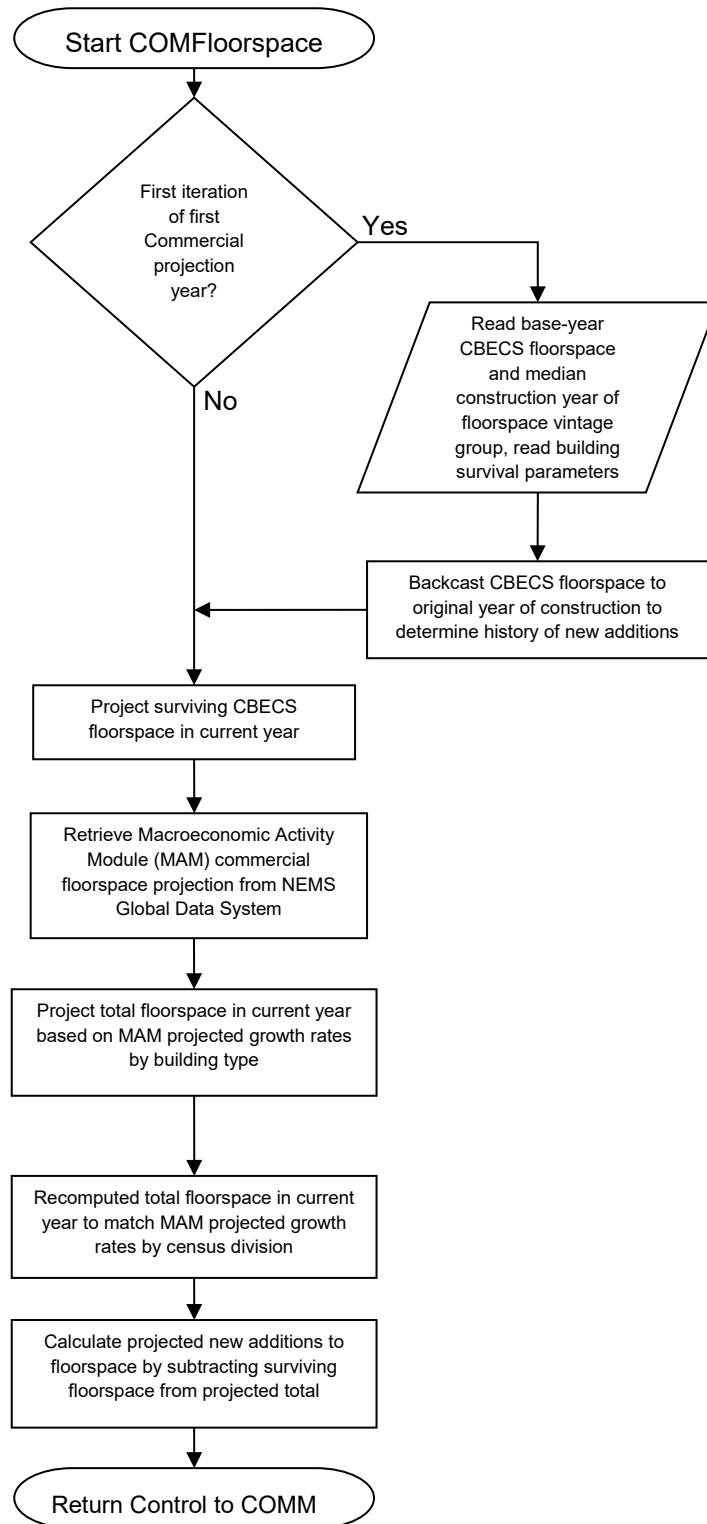 Start COMFloorspace
First iteration
of first
Commercial
projection
year?
Yes
No
Read base-year
CBECS floorspace
and median
construction year of
floorspace vintage
group, read building
survival parameters
Backcast CBECS floorspace to
original year of construction to
determine history of new additions
Project surviving CBECS
floorspace in current year
Retrieve Macroeconomic Activity
Module (MAM) commercial
floorspace projection from NEMS
Global Data System
Project total floorspace in current year
based on MAM projected growth rates
by building type
Recomputed total floorspace in current
year to match MAM projected growth
rates by census division
Calculate projected new additions to
floorspace by subtracting surviving
floorspace from projected total
Return Control to COMM